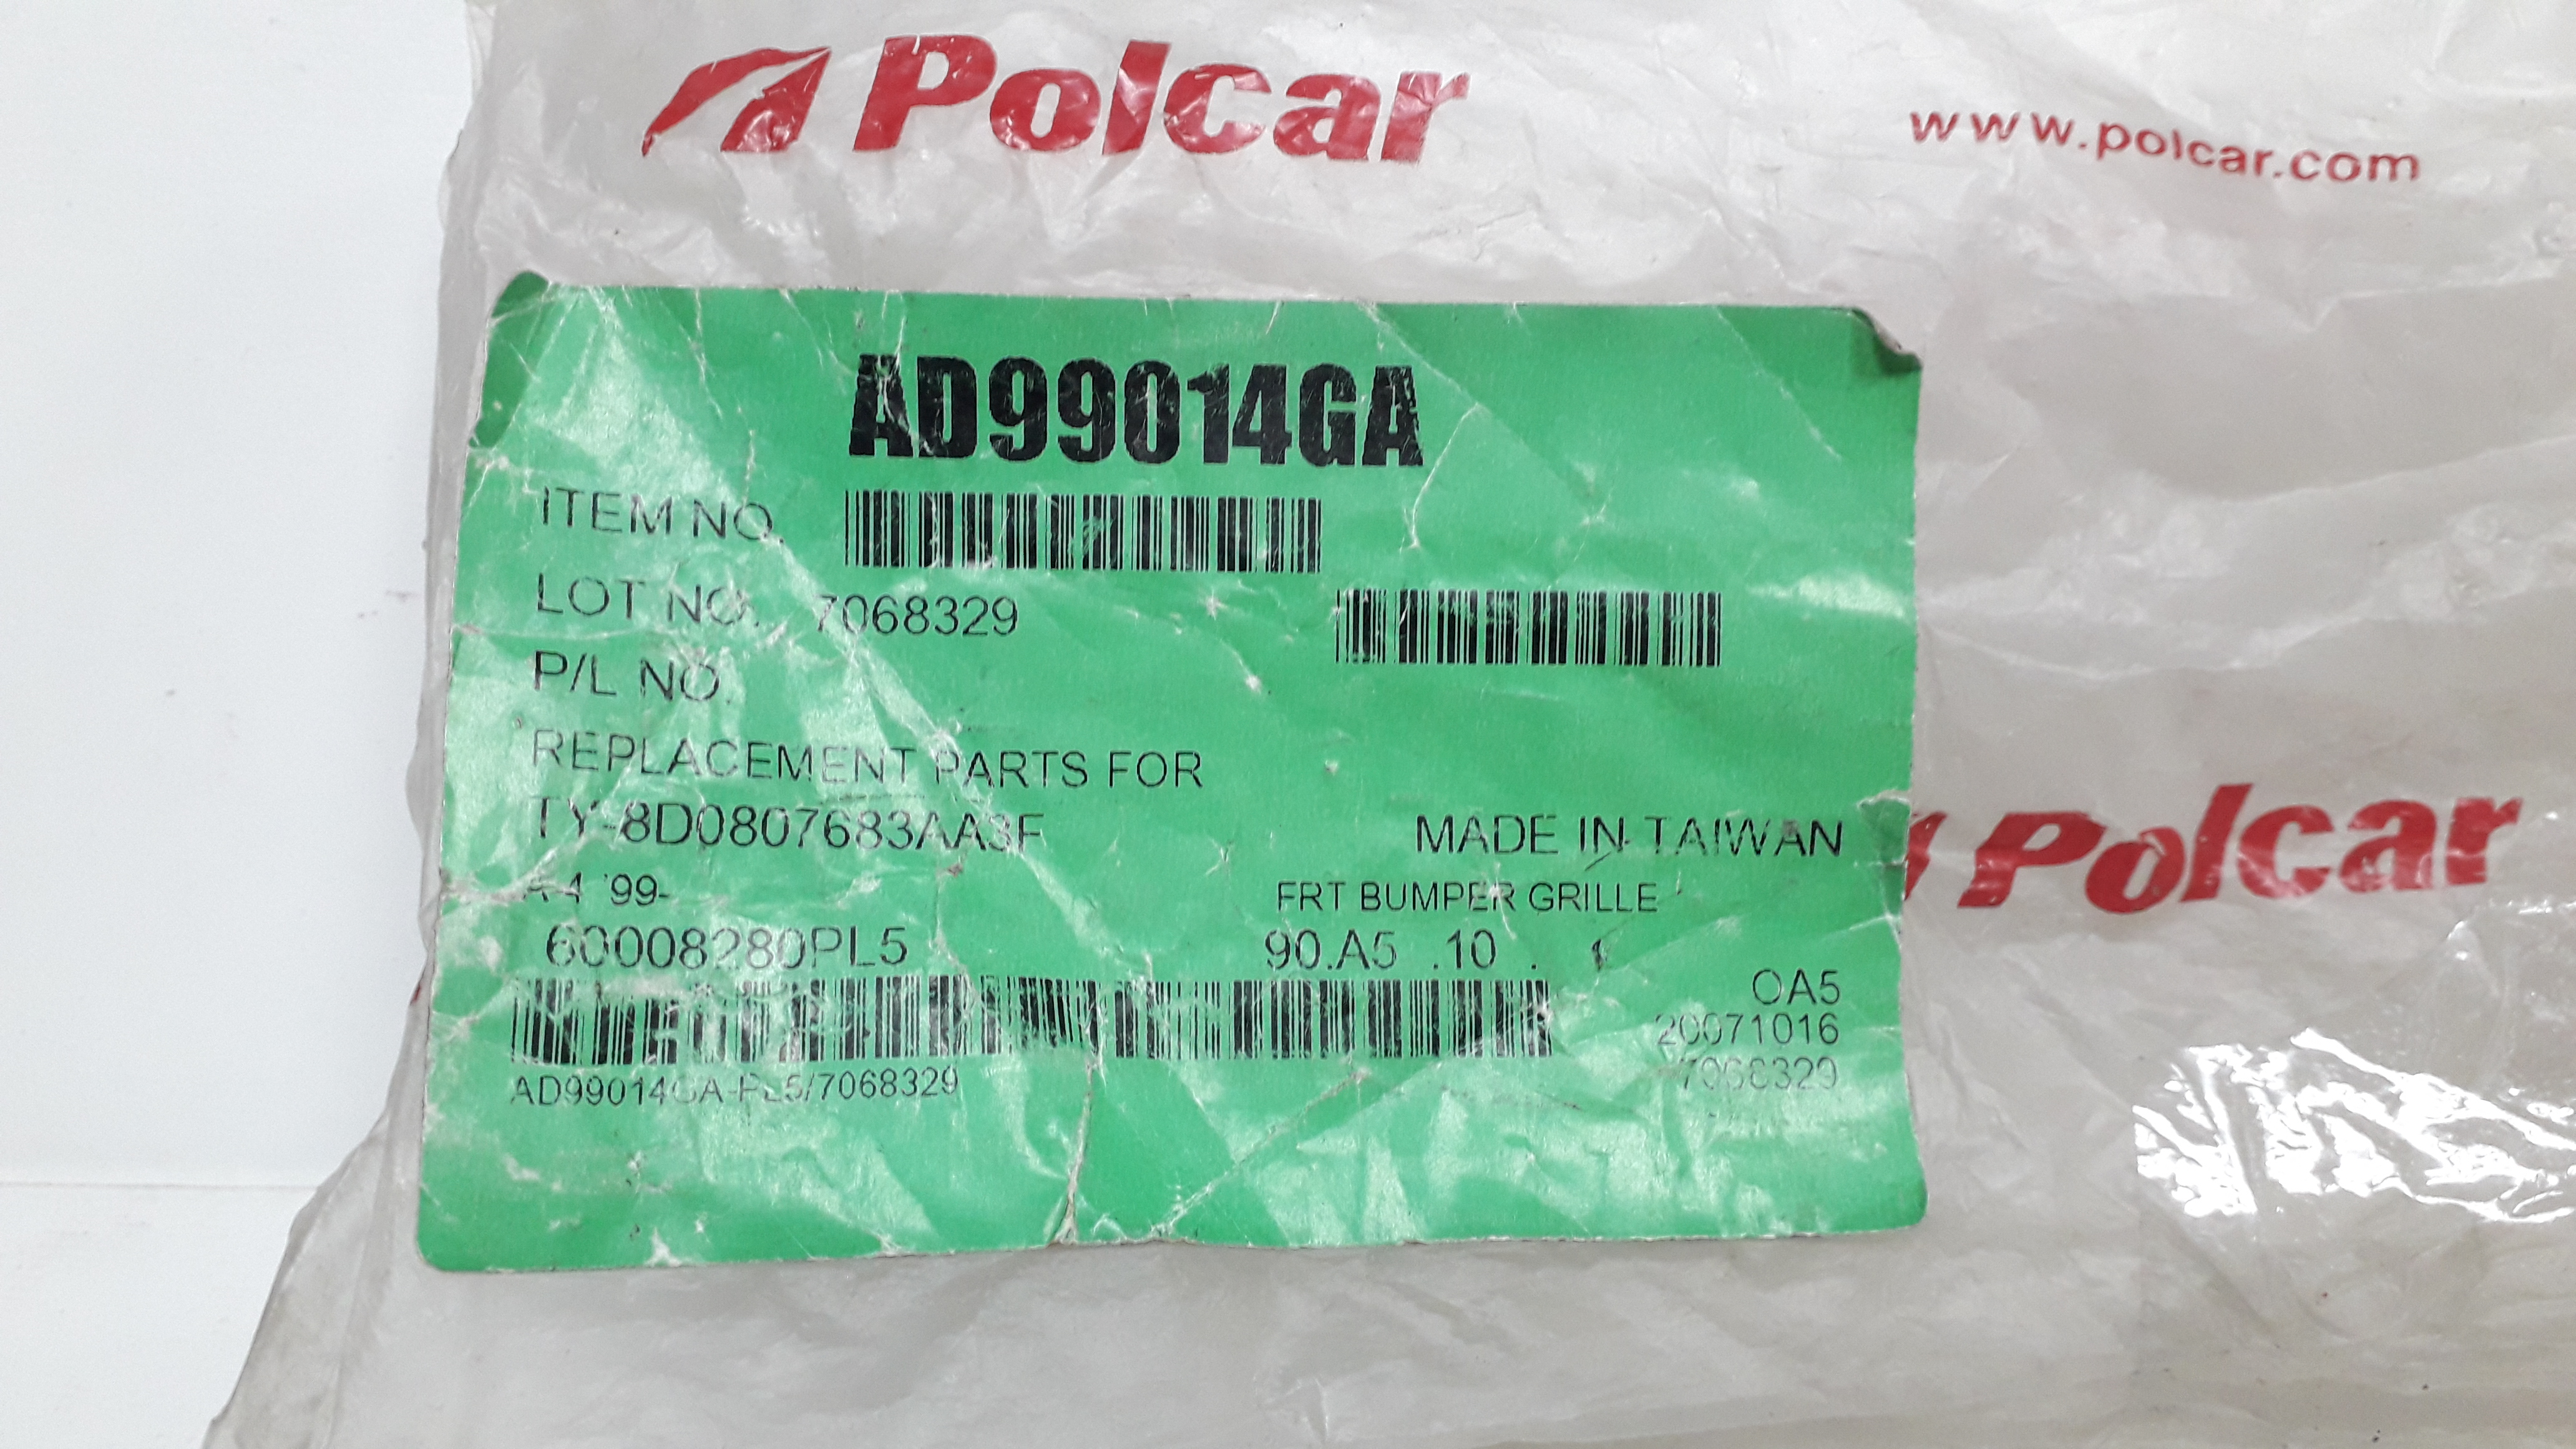 Polcar
www.polcar.com
AD99014GA
ITEM NO.
LOT NO. 7068329
P/L NO.
REPLACEMENT PARTS FOR
TY-8D0807683AA3F
MADE IN TAIWAN
A4 '99-
FRT BUMPER GRILLE
60008280PL5
90.A5 .10 .
OA5
20071016
7068329
AD99014GA-PL5/7068329
Polcar